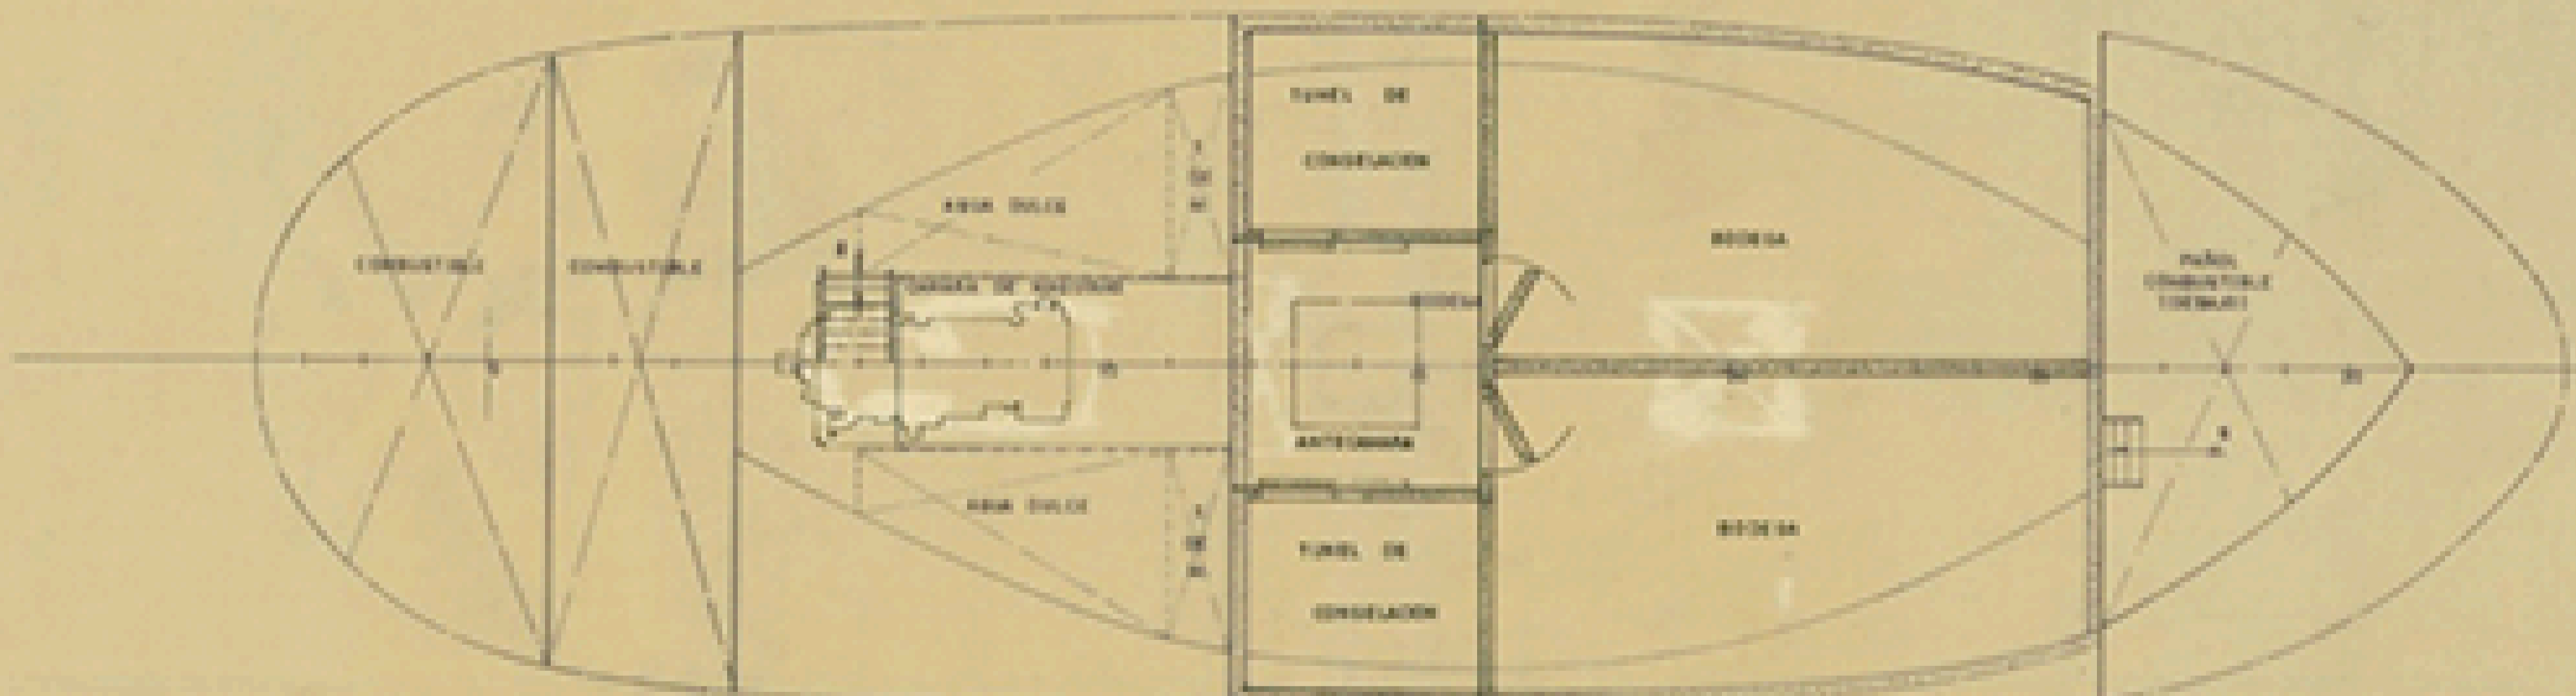 TUNEL DE
CONGELACION
AGUA DULCE
COMBUSTIBLE
COMBUSTIBLE
CAMARA DE MAQUINAS
BODEGA
PAÑOL
COMBUSTIBLE
(DEBAJO)
ANTECAMARA
AGUA DULCE
BODEGA
TUNEL DE
CONGELACION